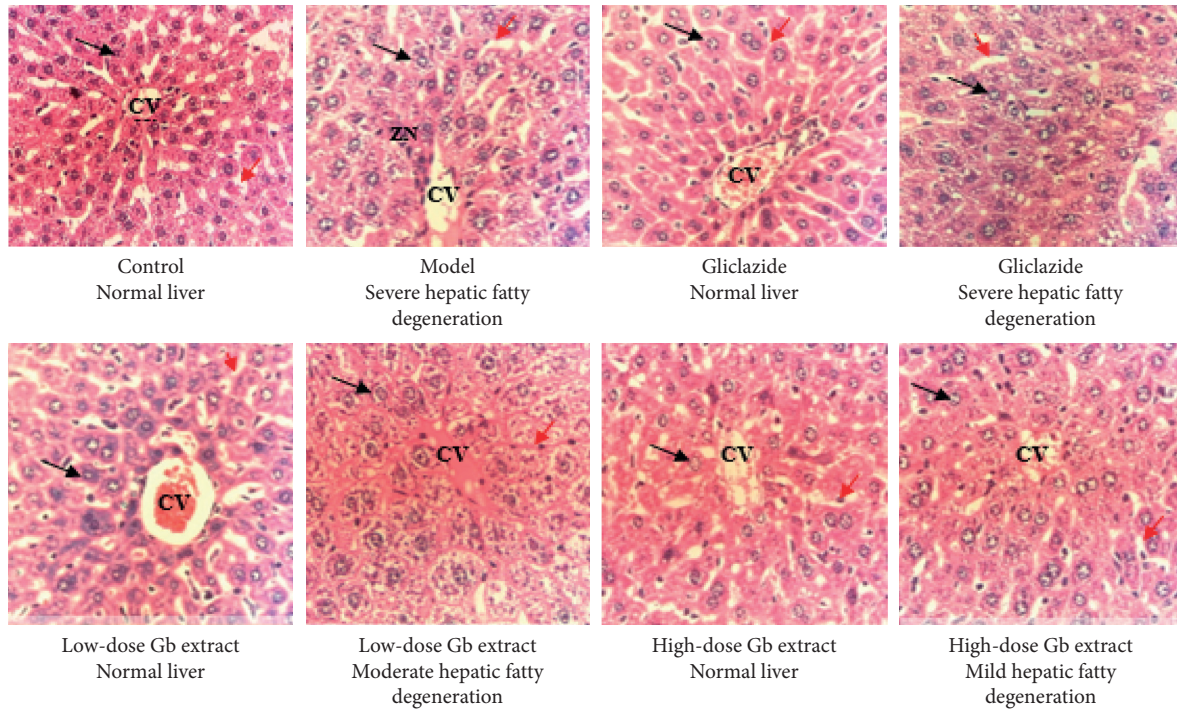 CV
ZN
CV
CV
Control
Normal liver
Model
Severe hepatic fatty
degeneration
Gliclazide
Normal liver
Gliclazide
Severe hepatic fatty
degeneration
CV
CV
CV
CV
Low-dose Gb extract
Normal liver
Low-dose Gb extract
Moderate hepatic fatty
degeneration
High-dose Gb extract
Normal liver
High-dose Gb extract
Mild hepatic fatty
degeneration